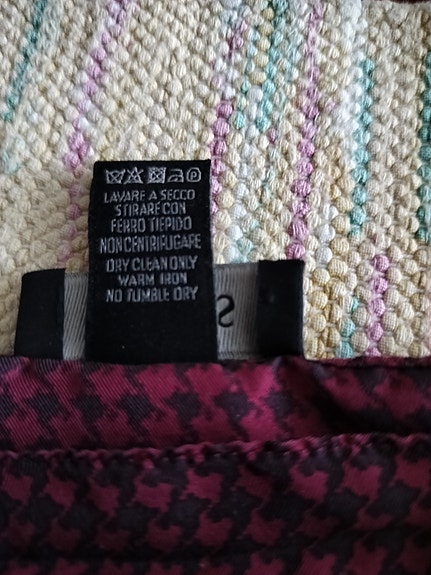 LAVARE A SECCO
STIRARE CON
FERRO TIEPIDO
NON CENTRIFUGARE
DRY CLEAN ONLY
WARM IRON
NO TUMBLE DRY
S